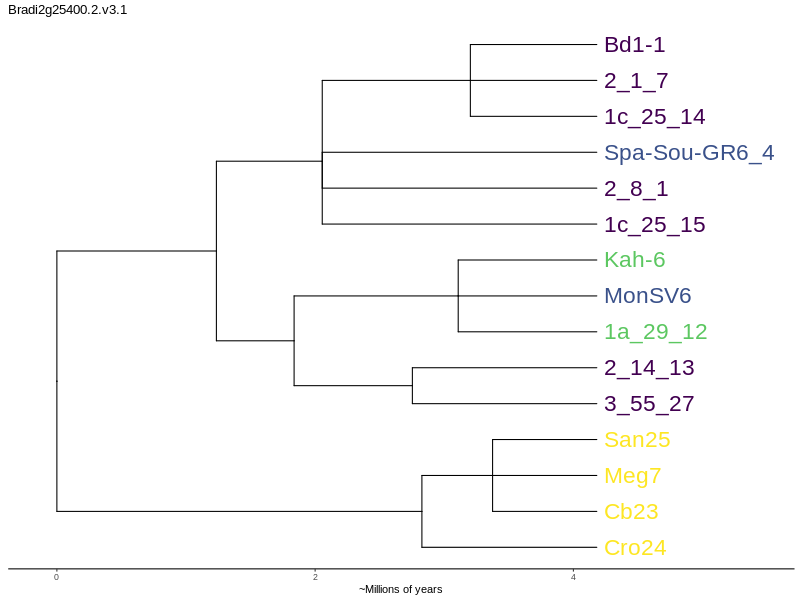 Bradi2g25400.2.v3.1
Bd1-1
2_1_7
1c_25_14
Spa-Sou-GR6_4
2_8_1
1c_25_15
Kah-6
MonSV6
1a_29_12
2_14_13
3_55_27
San25
Meg7
Cb23
Cro24
0 2 4
~Millions of years